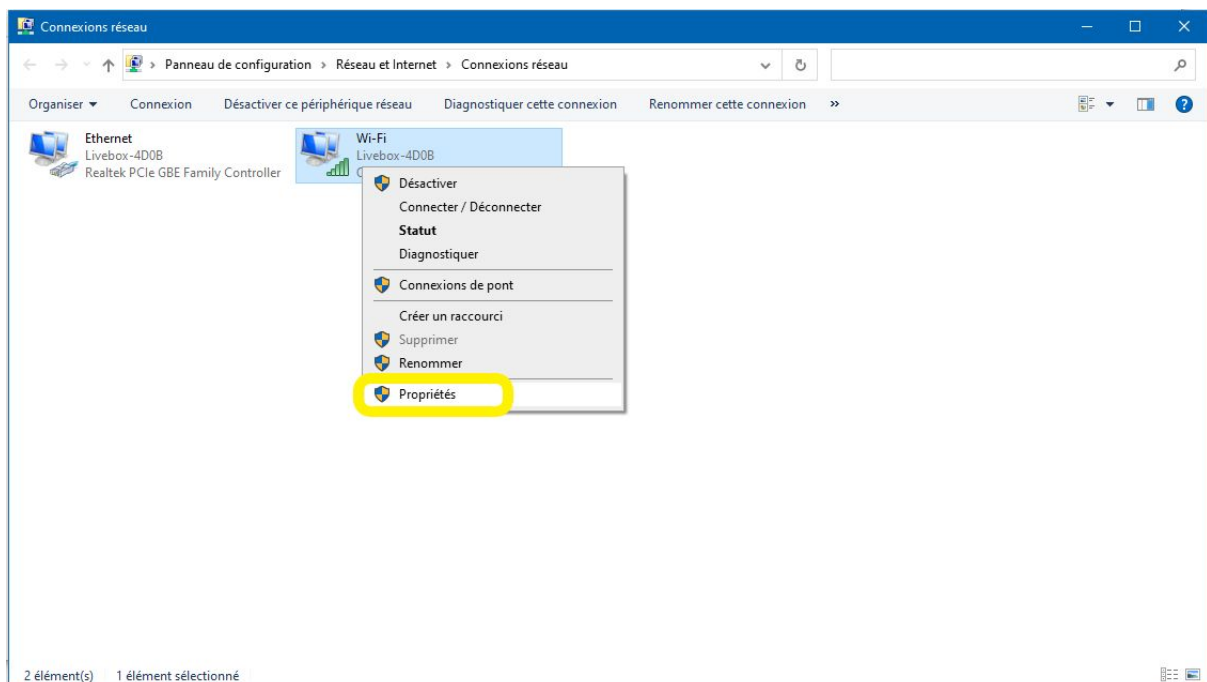 Connexions réseau
Panneau de configuration > Réseau et Internet > Connexions réseau
Organiser Connexion Désactiver ce périphérique réseau Diagnostiquer cette connexion Renommer cette connexion »
Ethernet
Livebox-4D0B
Realtek PCIe GBE Family Controller
Wi-Fi
Livebox-4D0B
Désactiver
Connecter / Déconnecter
Statut
Diagnostiquer
Connexions de pont
Créer un raccourci
Supprimer
Renommer
Propriétés
2 élément(s) 1 élément sélectionné